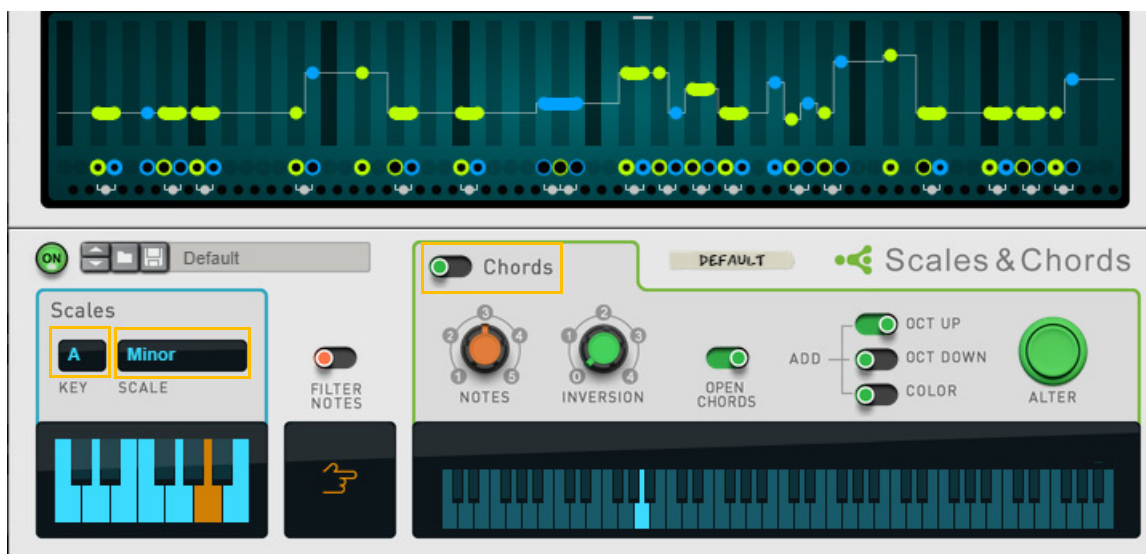 ON
Default
Chords
DEFAULT
Scales & Chords
Scales
A
Minor
KEY
SCALE
FILTER
NOTES
1
2
3
4
5
NOTES
0
1
2
3
4
INVERSION
OPEN
CHORDS
ADD
OCT UP
OCT DOWN
COLOR
ALTER